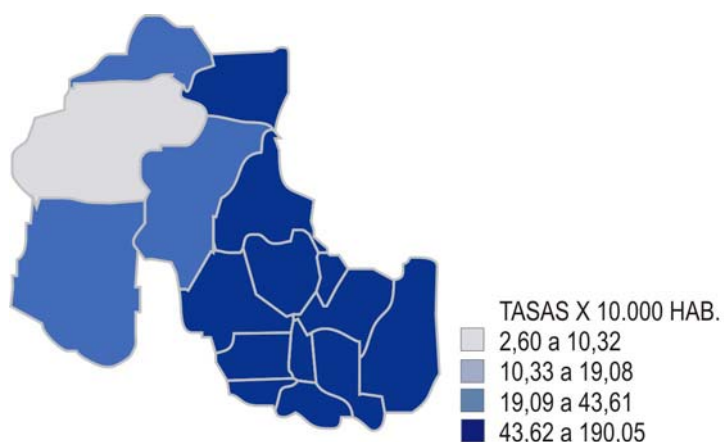 TASAS X 10.000 HAB.
2,60 a 10,32
10,33 a 19,08
19,09 a 43,61
43,62 a 190,05